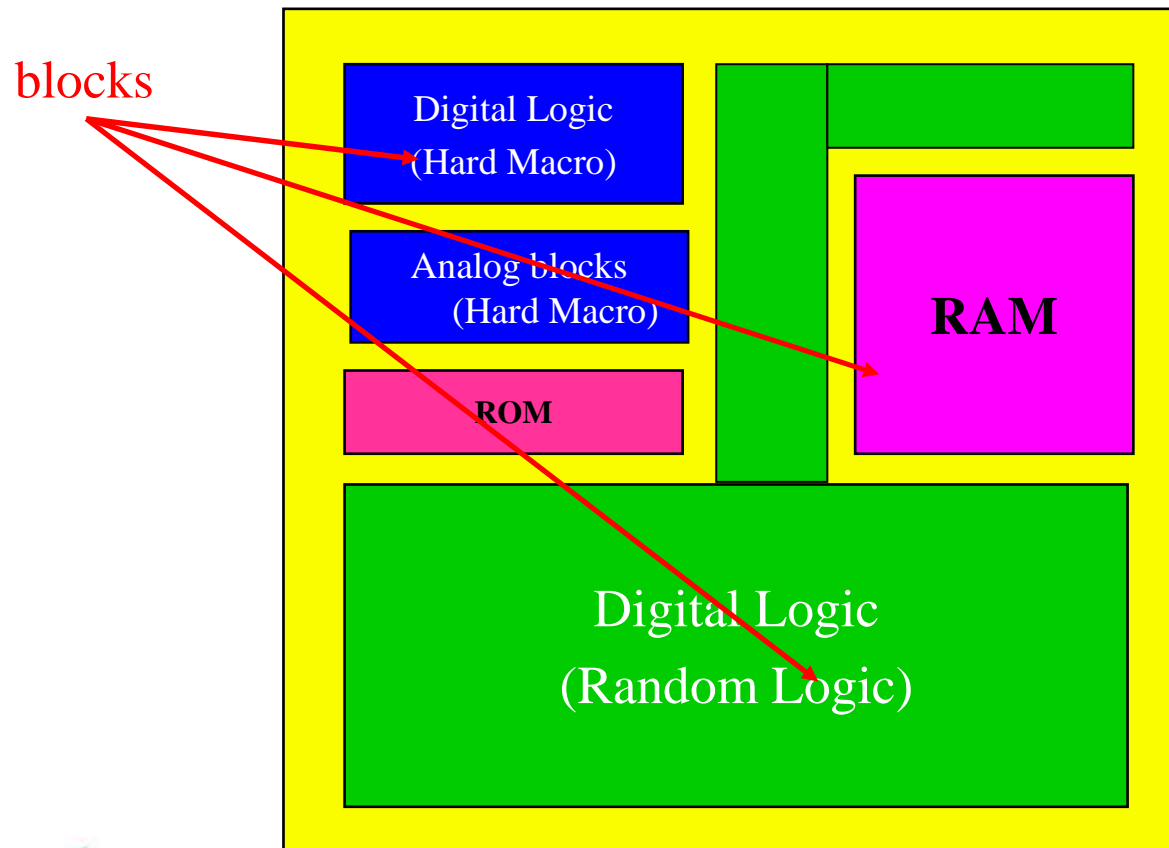 blocks
Digital Logic
(Hard Macro)
Analog blocks
(Hard Macro)
ROM
RAM
Digital Logic
(Random Logic)